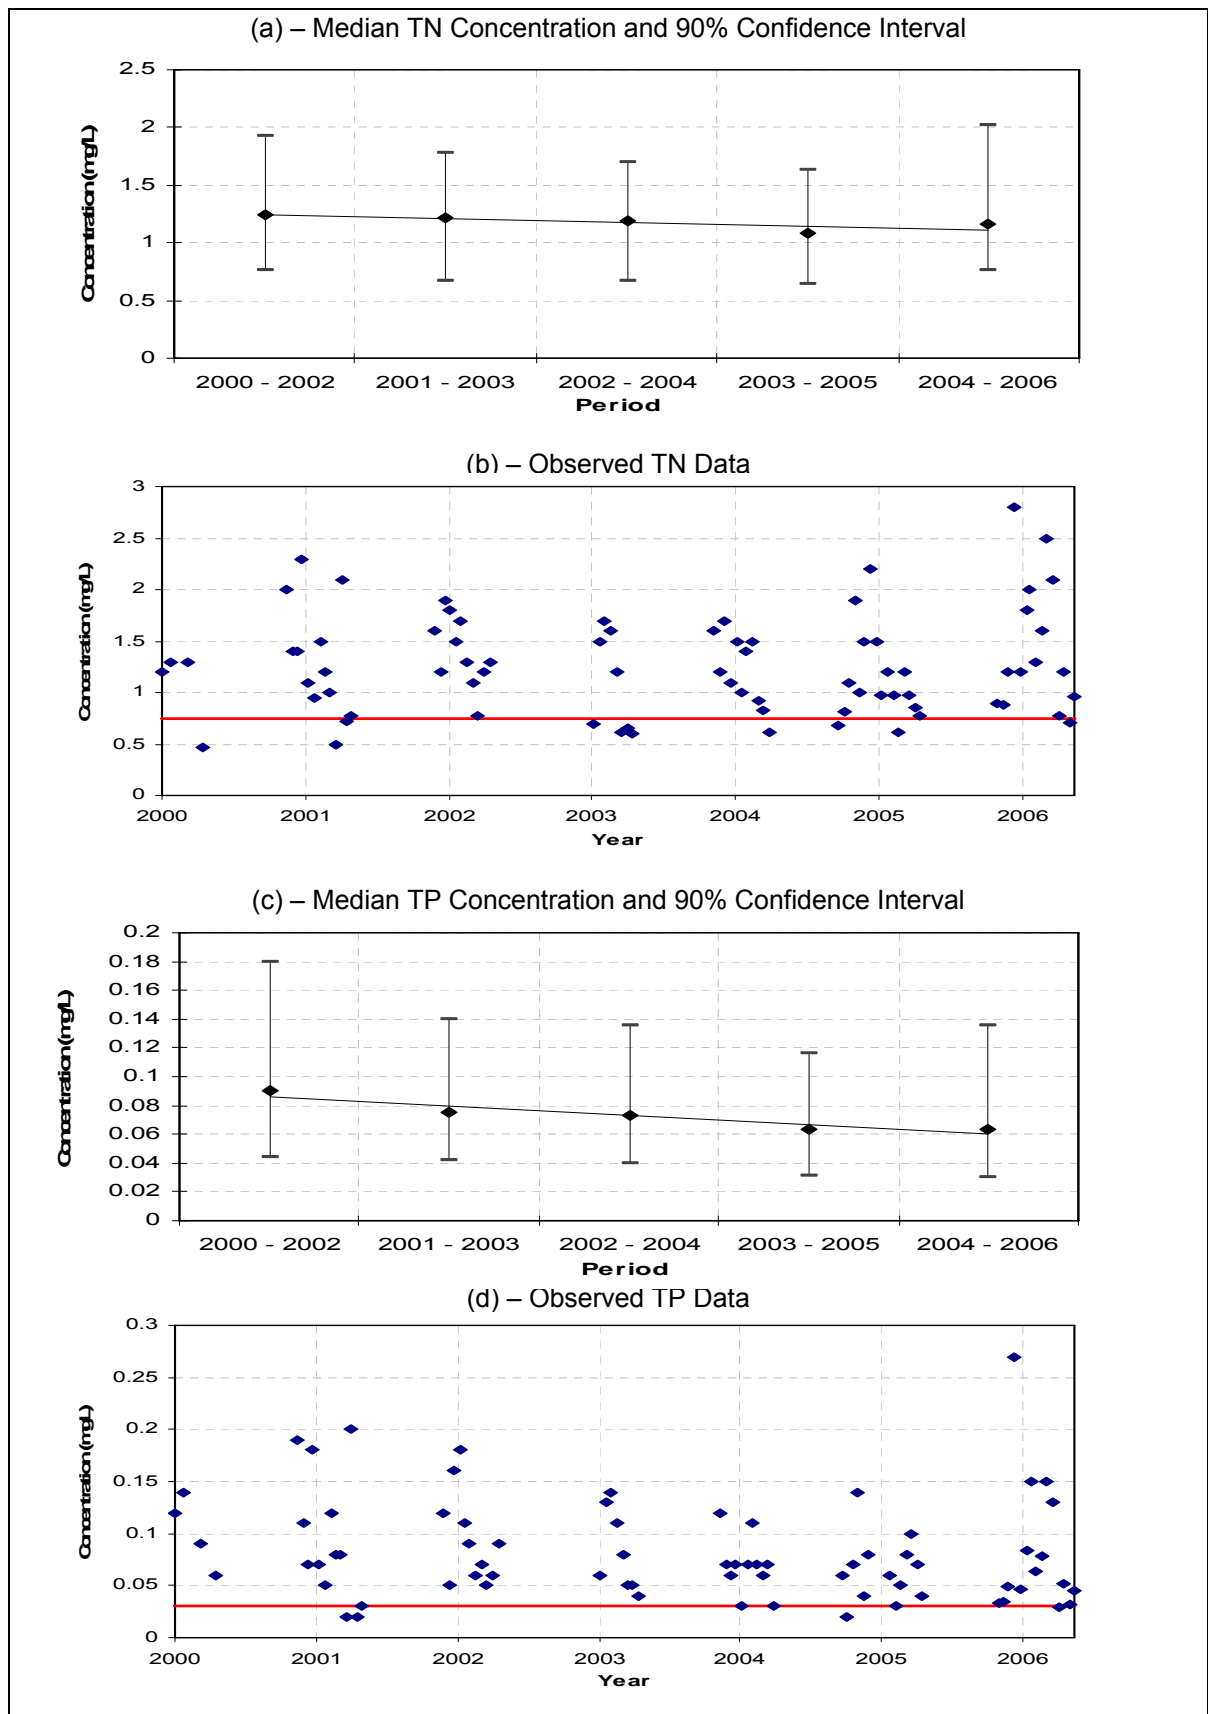 (a) – Median TN Concentration and 90% Confidence Interval
2.5
2
1.5
1
0.5
0
Concentration (mg/L)
2000 - 2002 2001 - 2003 2002 - 2004 2003 - 2005 2004 - 2006
Period
(b) – Observed TN Data
3
2.5
2
1.5
1
0.5
0
Concentration (mg/L)
2000 2001 2002 2003 2004 2005 2006
Year
(c) – Median TP Concentration and 90% Confidence Interval
0.2
0.18
0.16
0.14
0.12
0.1
0.08
0.06
0.04
0.02
0
Concentration (mg/L)
2000 - 2002 2001 - 2003 2002 - 2004 2003 - 2005 2004 - 2006
Period
(d) – Observed TP Data
0.3
0.25
0.2
0.15
0.1
0.05
0
Concentration (mg/L)
2000 2001 2002 2003 2004 2005 2006
Year